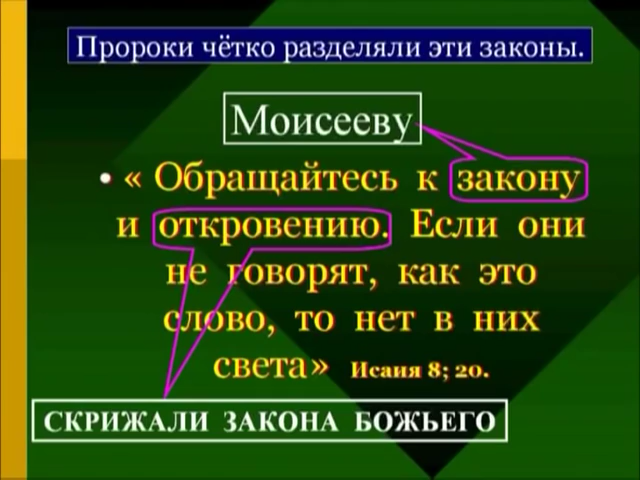 Пророки чётко разделяли эти законы.
Моисееву
• « Обращайтесь к закону
и откровению. Если они
не говорят, как это
слово, то нет в них
света» Исаия 8; 20.
СКРИЖАЛИ ЗАКОНА БОЖЬЕГО